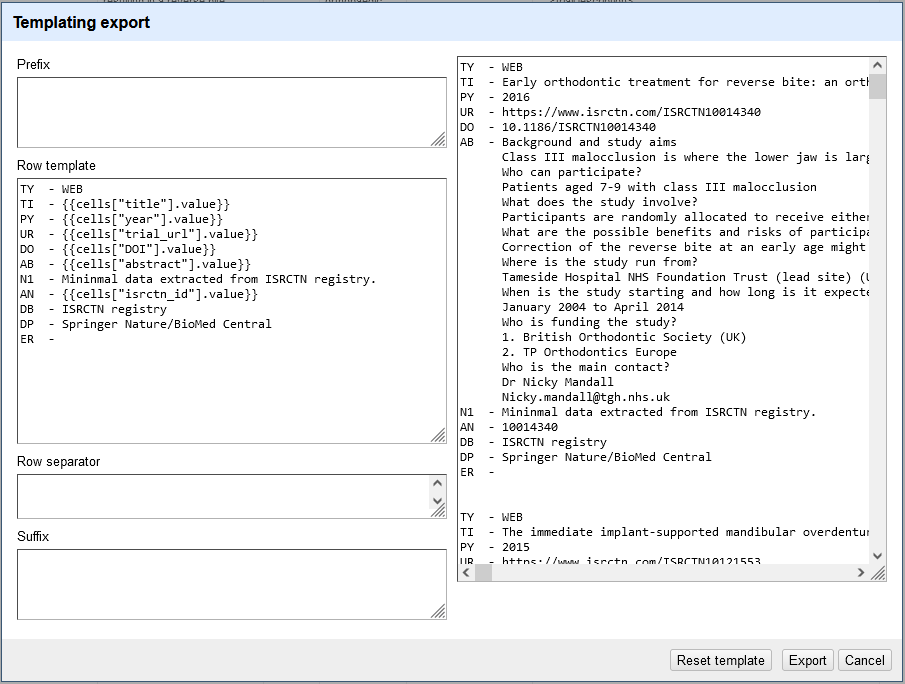 Templating export
Prefix
Row template
TY  - WEB
TI  - {{cells["title"].value}}
PY  - {{cells["year"].value}}
UR  - {{cells["trial_url"].value}}
DO  - {{cells["DOI"].value}}
AB  - {{cells["abstract"].value}}
N1  - Mininmal data extracted from ISRCTN registry.
AN  - {{cells["isrctn_id"].value}}
DB  - ISRCTN registry
DP  - Springer Nature/BioMed Central
ER  -
Row separator
Suffix
TY  - WEB
TI  - Early orthodontic treatment for reverse bite: an
PY  - 2016
UR  - https://www.isrctn.com/ISRCTN10014340
DO  - 10.1186/ISRCTN10014340
AB  - Background and study aims
Class III malocclusion is where the lower jaw is
Who can participate?
Patients aged 7-9 with class III malocclusion
What does the study involve?
Participants are randomly allocated to receive
What are the possible benefits and risks of
Correction of the reverse bite at an early age might
Where is the study run from?
Tameside Hospital NHS Foundation Trust (lead site)
When is the study starting and how long is it
January 2004 to April 2014
Who is funding the study?
1. British Orthodontic Society (UK)
2. TP Orthodontics Europe
Who is the main contact?
Dr Nicky Mandall
Nicky.mandall@tgh.nhs.uk
N1  - Mininmal data extracted from ISRCTN registry.
AN  - 10014340
DB  - ISRCTN registry
DP  - Springer Nature/BioMed Central
ER  -
TY  - WEB
TI  - The immediate implant-supported mandibular
PY  - 2015
UR  - https://www.isrctn.com/ISRCTN10121553
Reset template
Export
Cancel